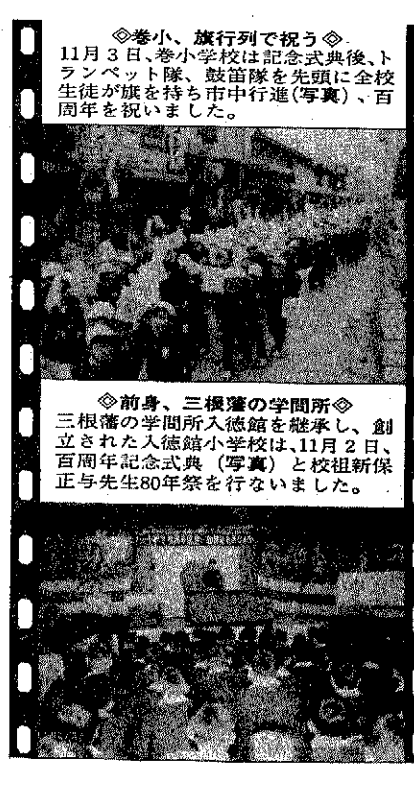 ◇巻小、旗行列で祝う◇
11月3日、巻小学校は記念式典後、ト
ランペット隊、鼓笛隊を先頭に全校
生徒が旗を持ち市中行進(写真)、百
周年を祝いました。
◇前身、三根藩の学問所◇
三根藩の学問所入徳館を継承し、創
立された入徳館小学校は、11月2日、
百周年記念式典(写真)と校祖新保
正与先生80年祭を行ないました。